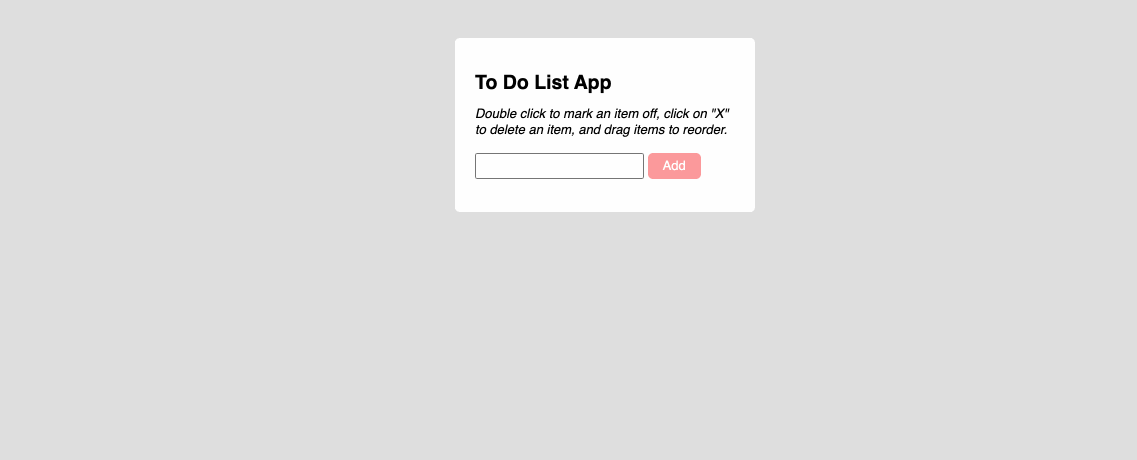 To Do List App
Double click to mark an item off, click on "X"
to delete an item, and drag items to reorder.
Add